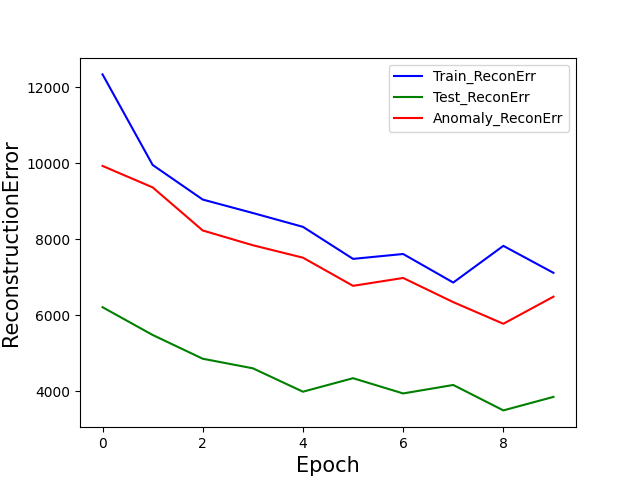 Train_ReconErr
Test_ReconErr
Anomaly_ReconErr
12000
10000
8000
6000
4000
ReconstructionError
0 2 4 6 8
Epoch